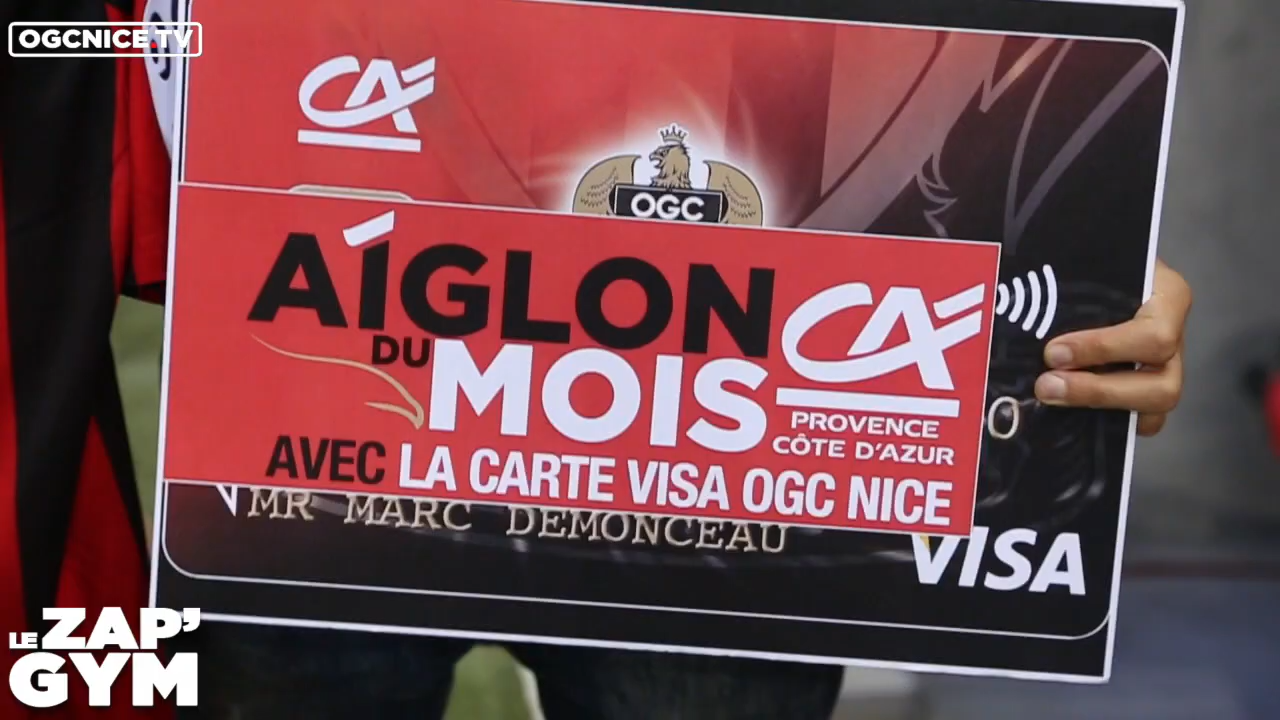 OGCNICE.TV
CA
OGC
AIGLON
DU MOIS
CA
PROVENCE
CÔTE D'AZUR
AVEC LA CARTE VISA OGC NICE
MR MARC DEMONCEAU
VISA
LE ZAP'
GYM